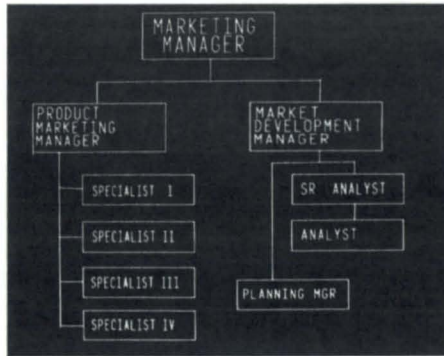 MARKETING
MANAGER
PRODUCT
MARKETING
MANAGER
MARKET
DEVELOPMENT
MANAGER
SPECIALIST I
SPECIALIST II
SPECIALIST III
SPECIALIST IV
SR ANALYST
ANALYST
PLANNING MGR